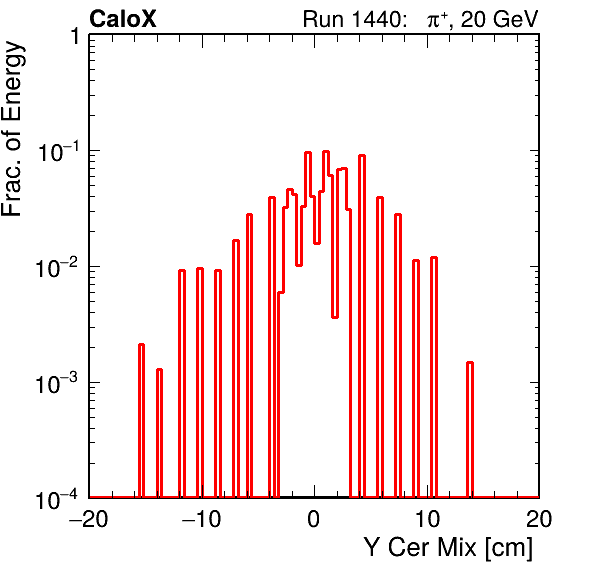 CaloX Run 1440: π⁺, 20 GeV
Frac. of Energy
1
10⁻¹
10⁻²
10⁻³
10⁻⁴
−20 −10 0 10 20
Y Cer Mix [cm]